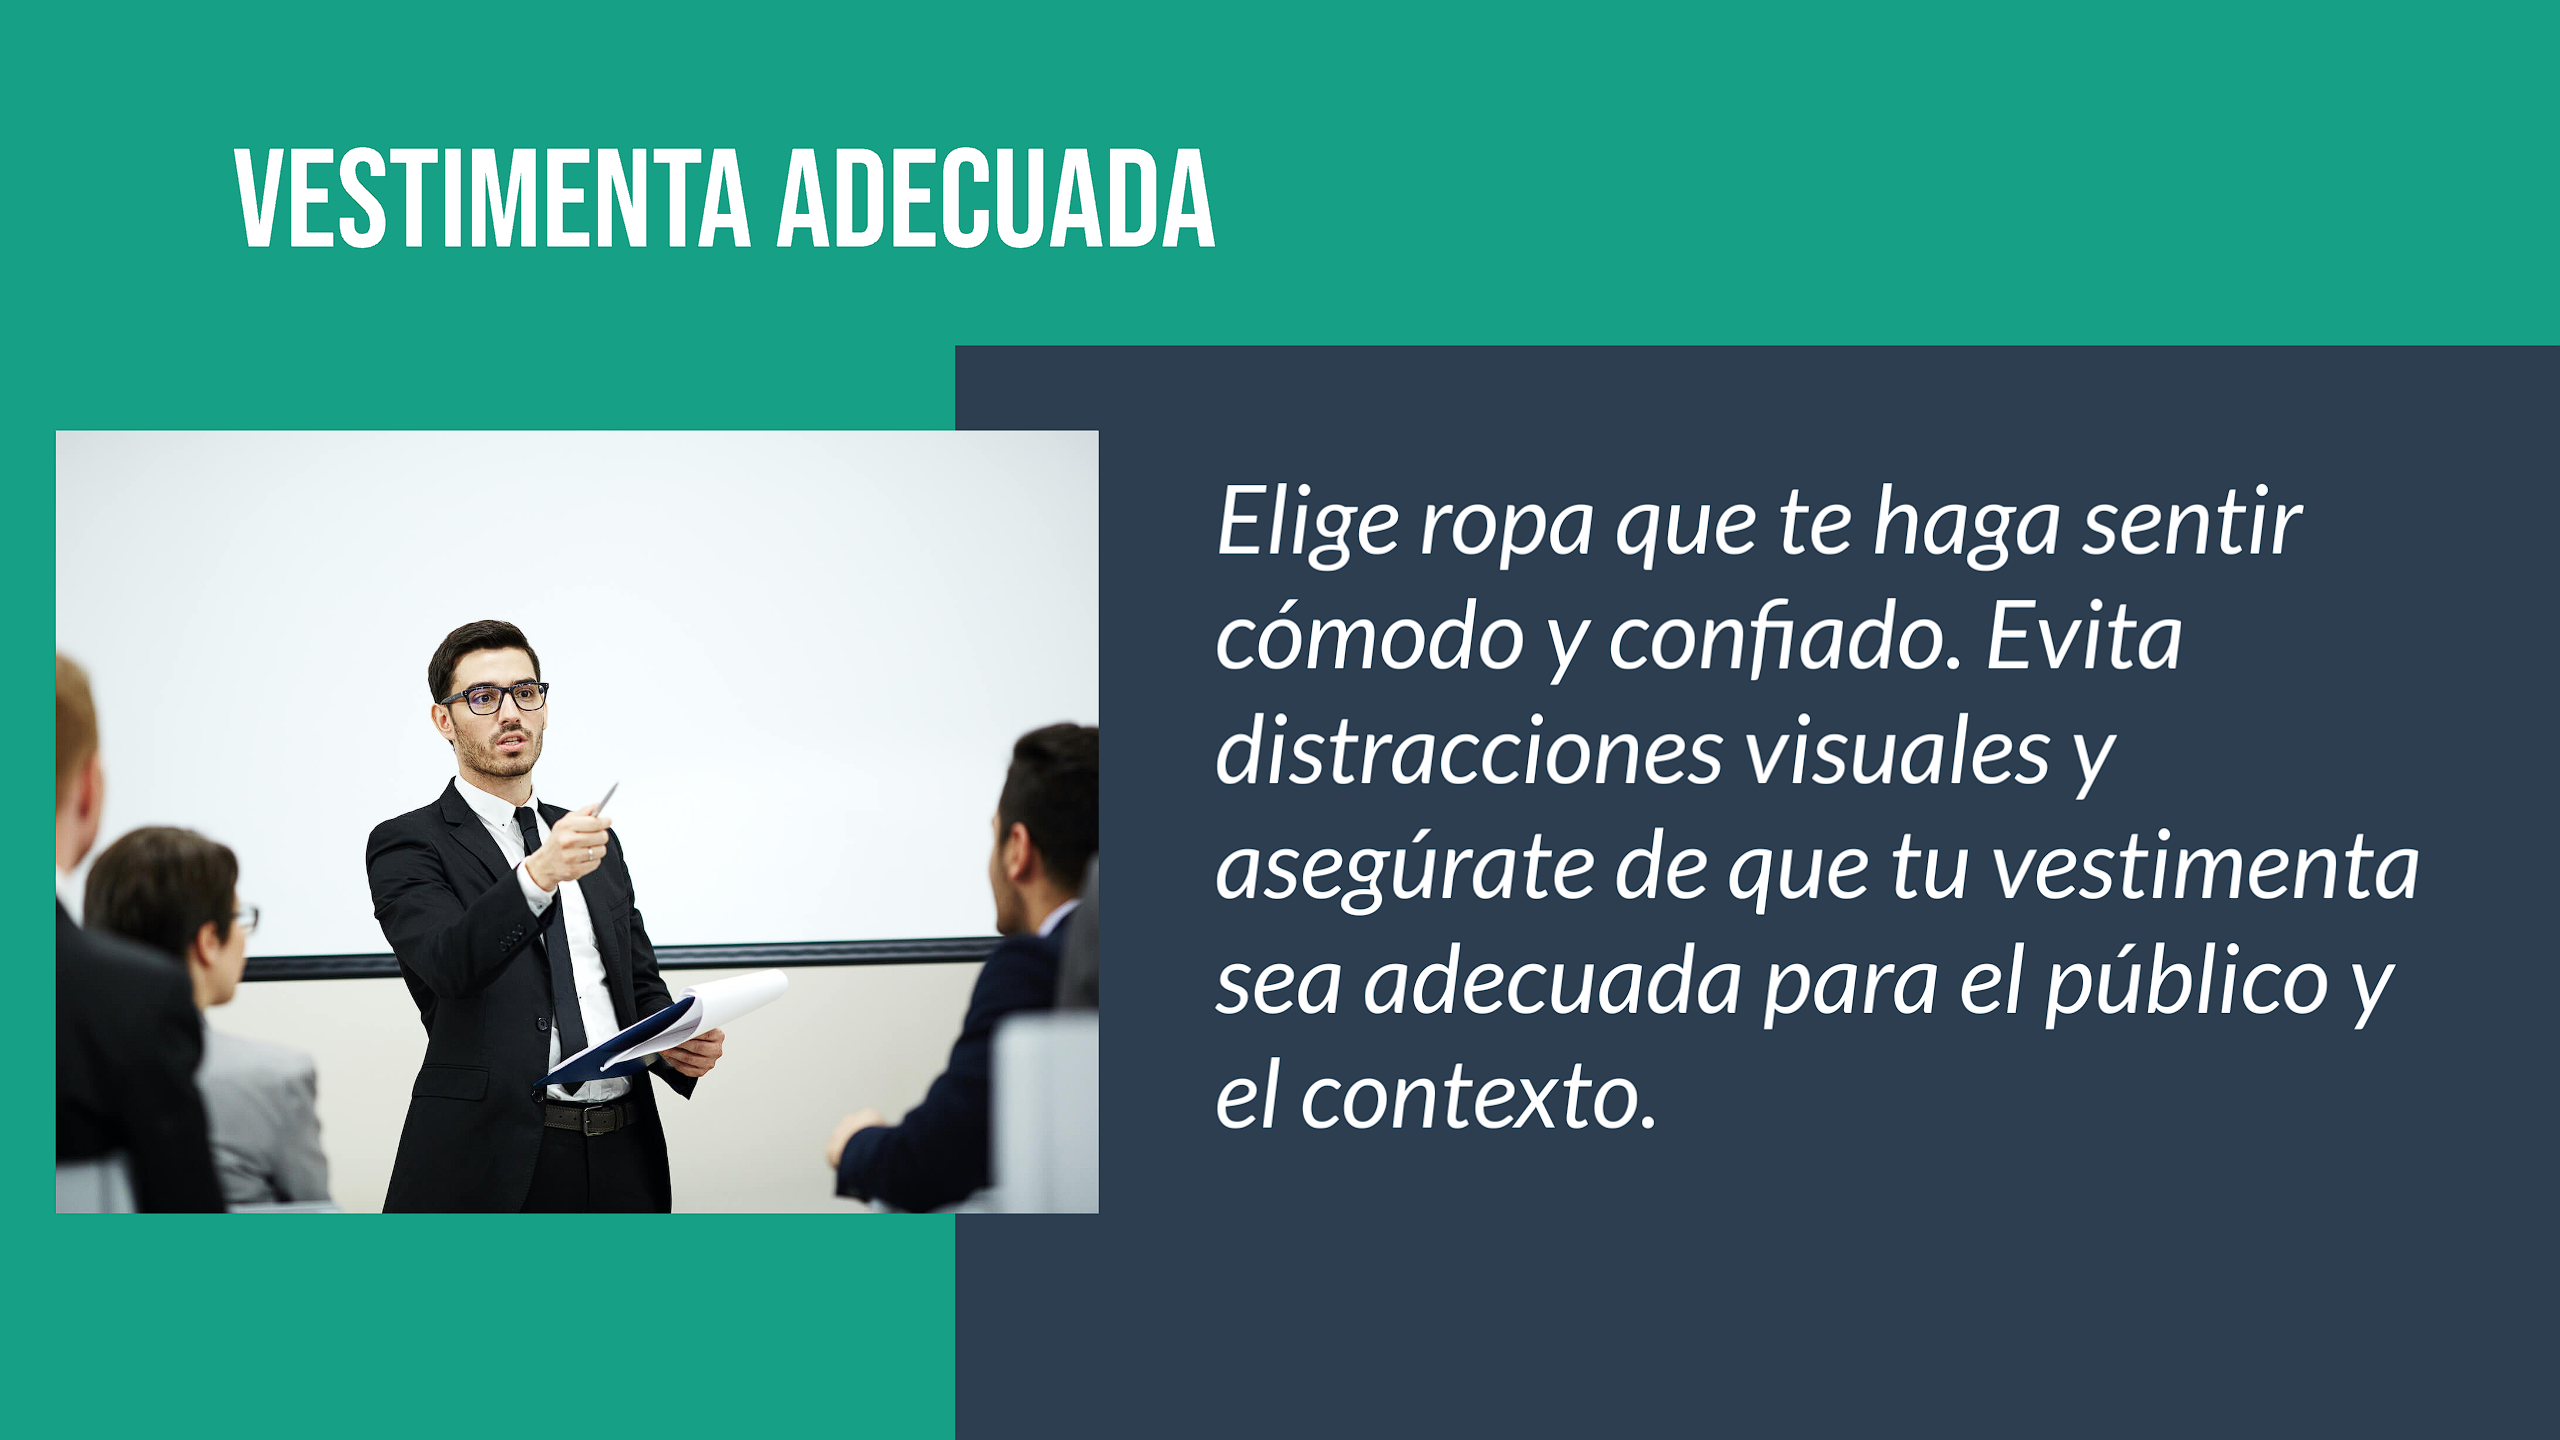 VESTIMENTA ADECUADA
Elige ropa que te haga sentir
cómodo y confiado. Evita
distracciones visuales y
asegúrate de que tu vestimenta
sea adecuada para el público y
el contexto.